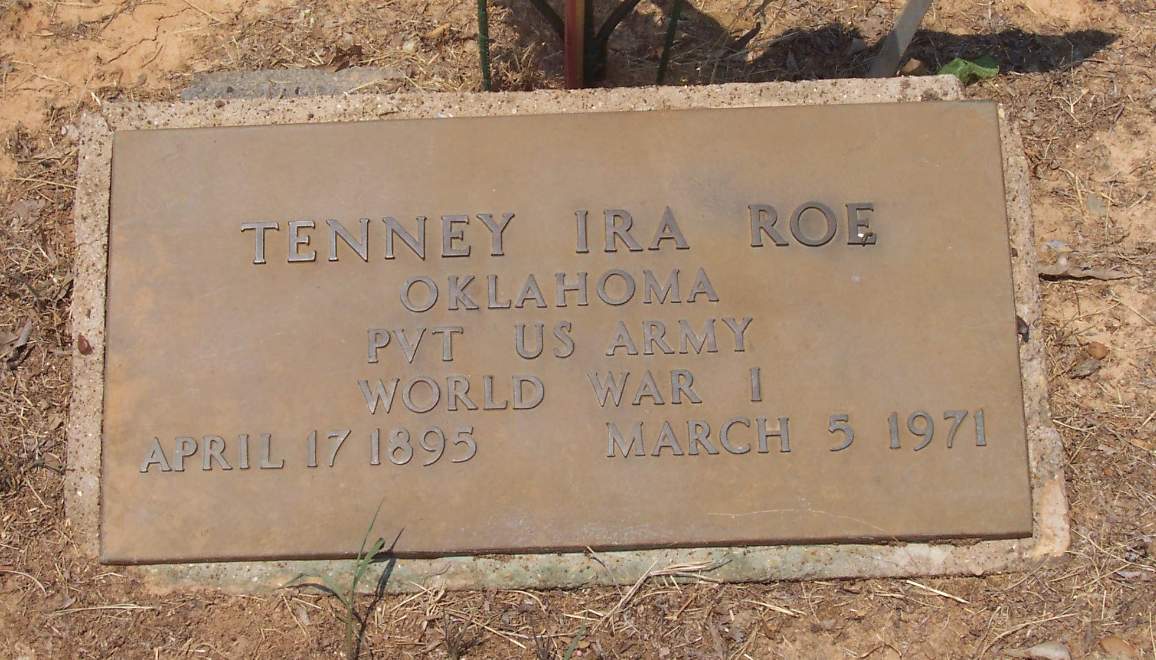 TENNEY IRA ROE
OKLAHOMA
PVT US ARMY
WORLD WAR I
APRIL 17 1895 MARCH 5 1971